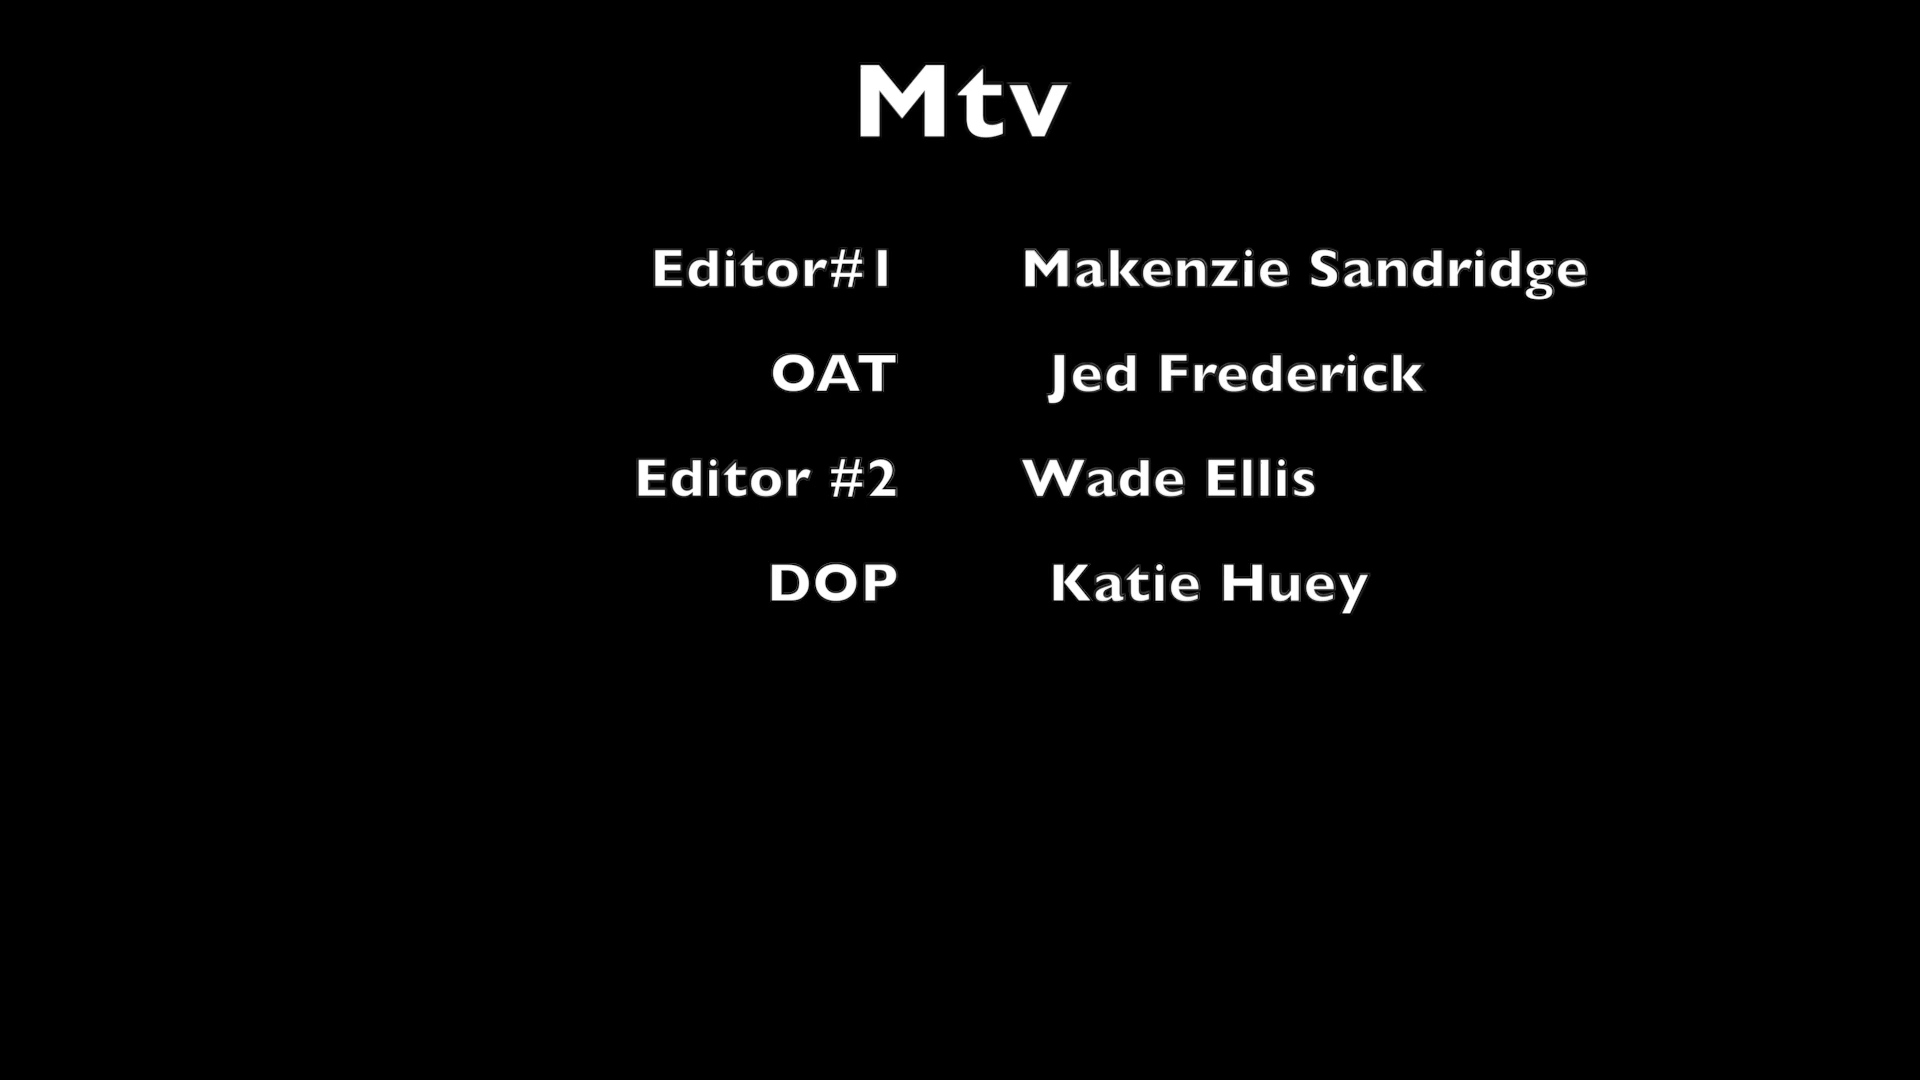 Mtv
Editor#1 Makenzie Sandridge
OAT Jed Frederick
Editor #2 Wade Ellis
DOP Katie Huey